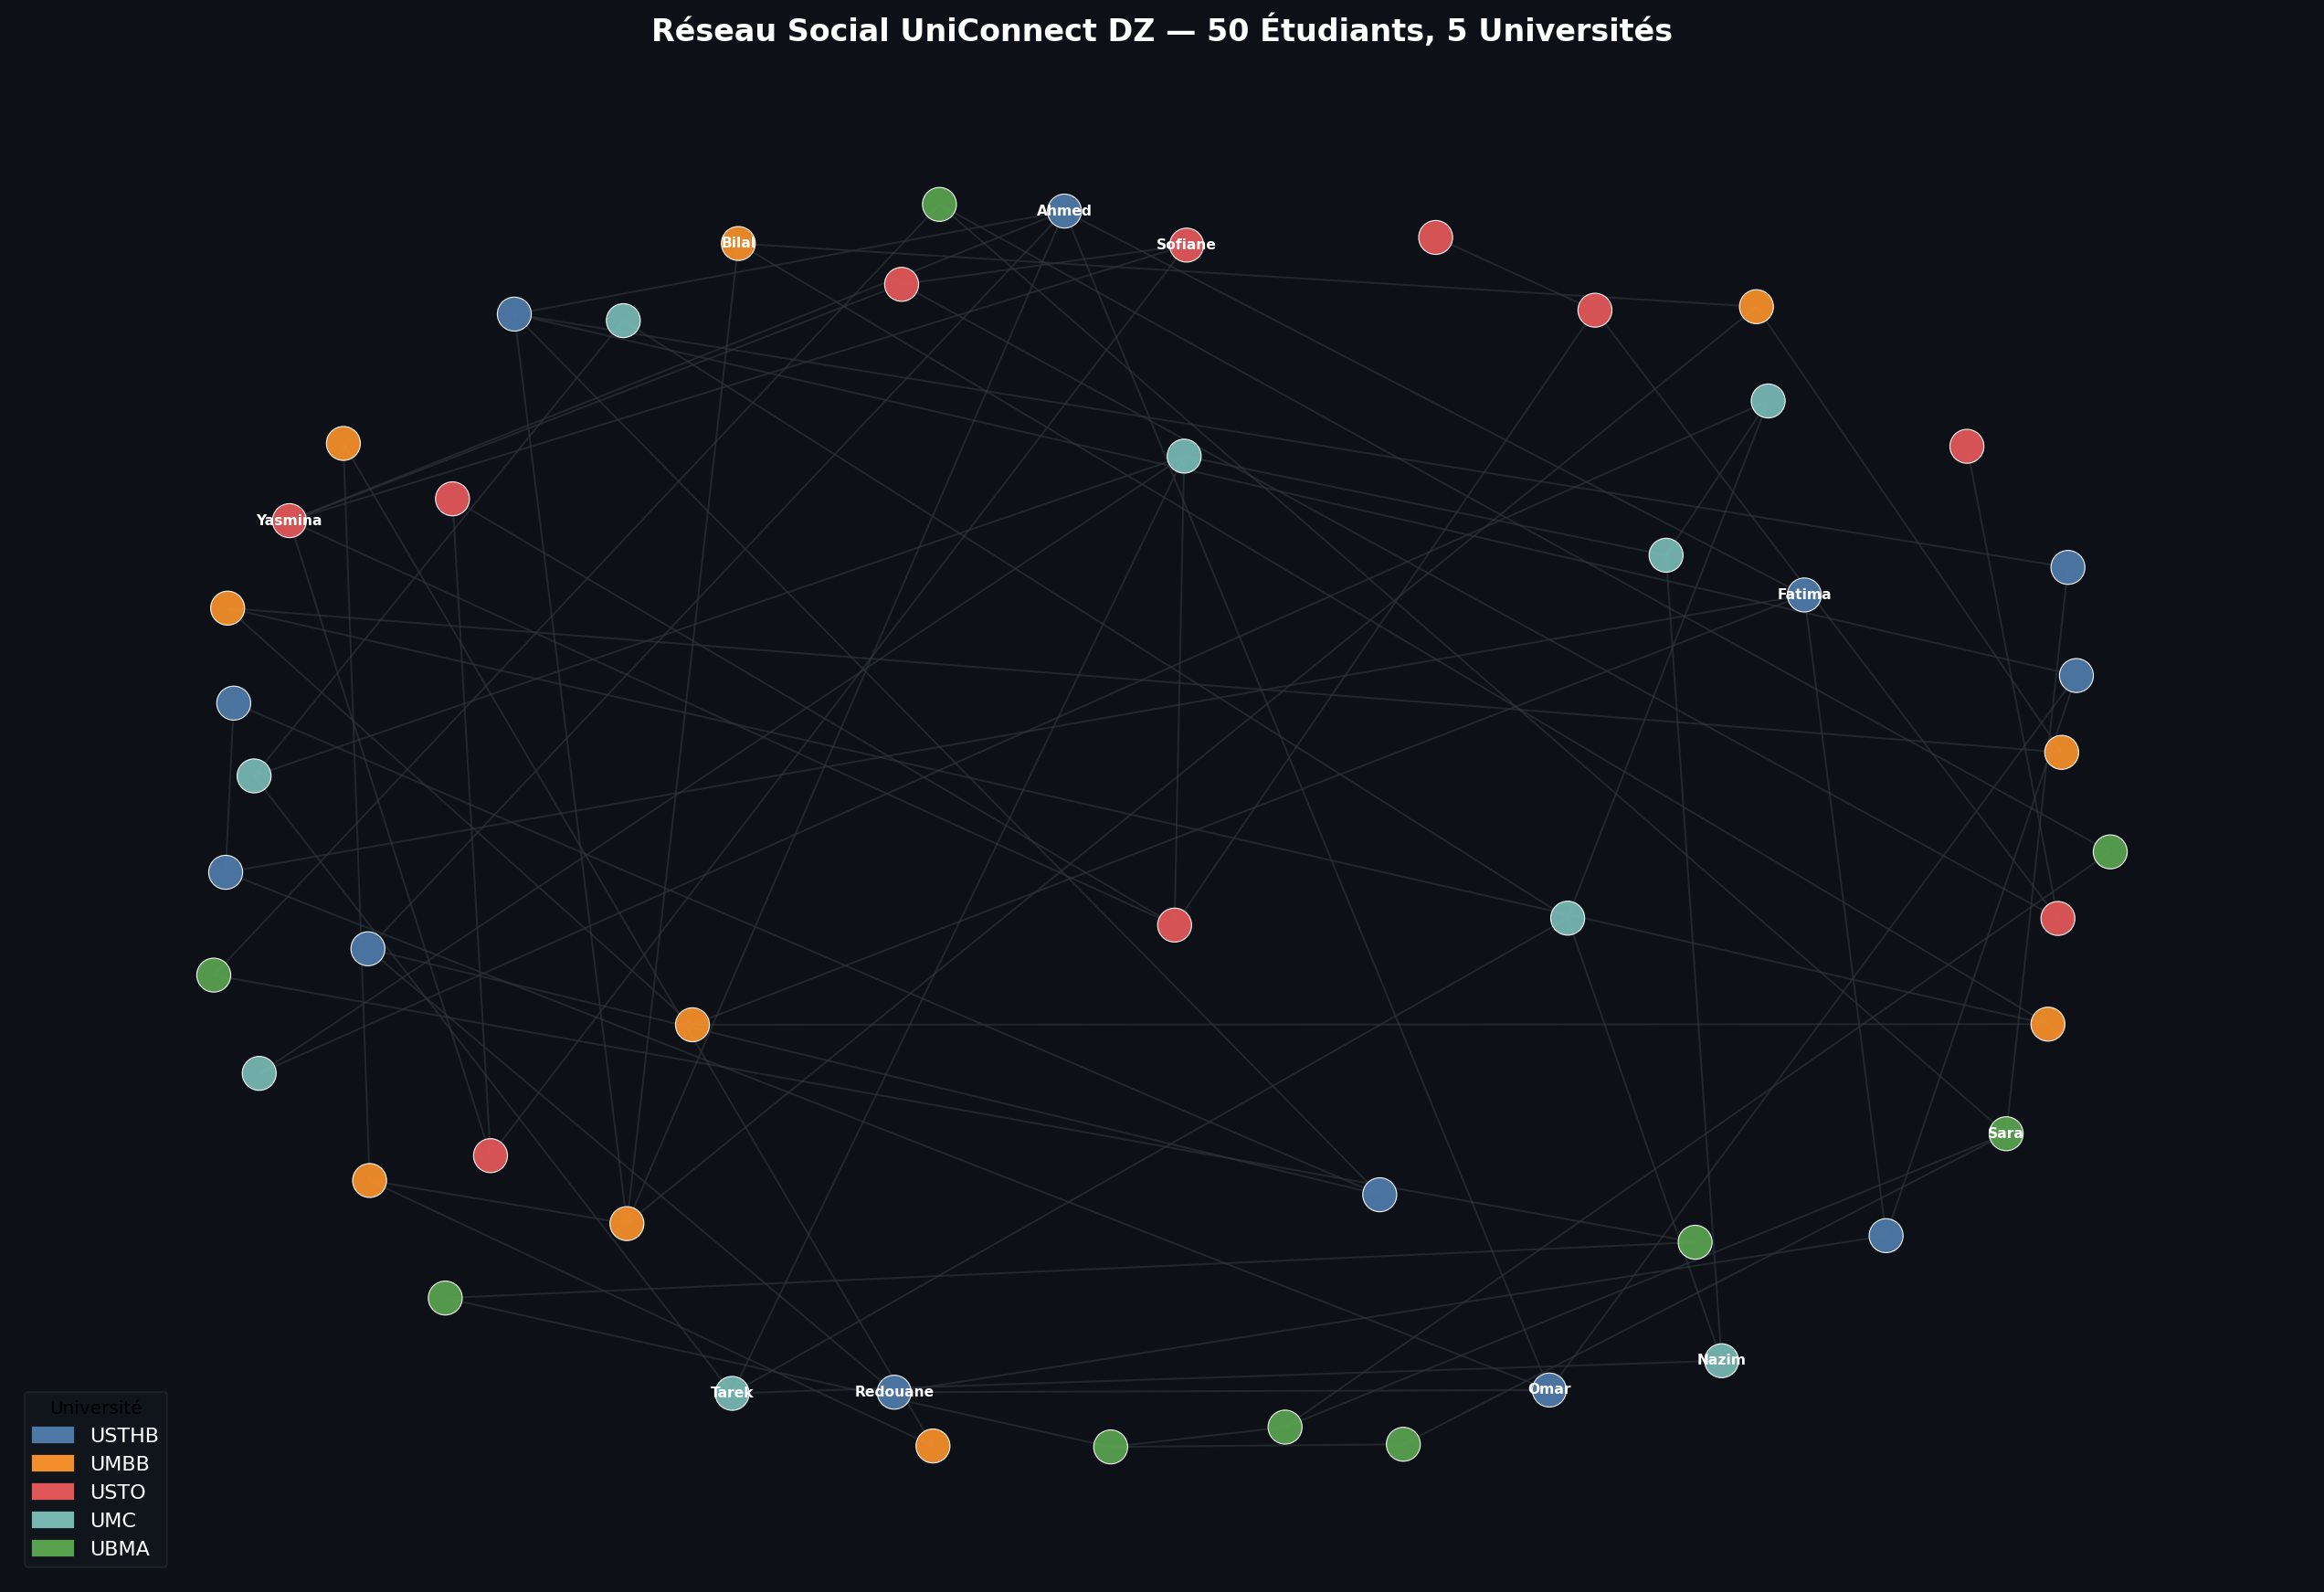 Réseau Social UniConnect DZ — 50 Étudiants, 5 Universités
Ahmed
Bilal
Sofiane
Yasmina
Fatima
Sara
Nazim
Tarek
Redouane
Omar
Université
USTHB
UMBB
USTO
UMC
UBMA